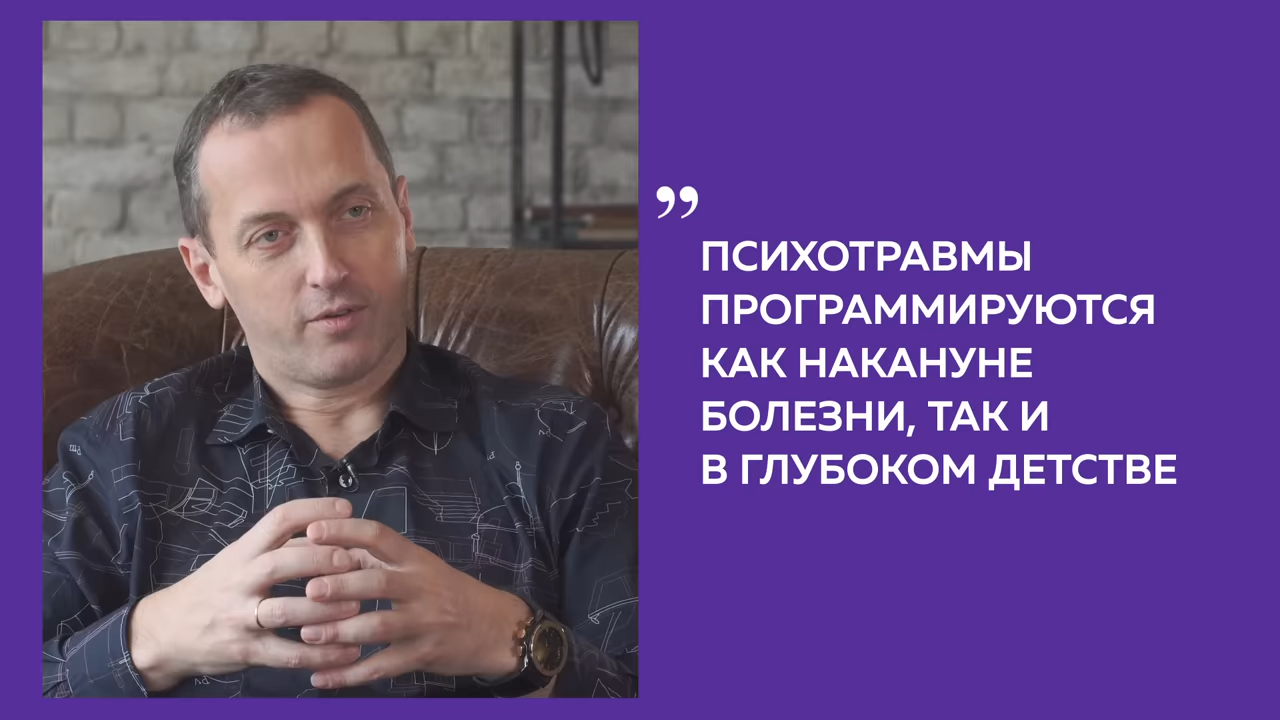 ”
ПСИХОТРАВМЫ
ПРОГРАММИРУЮТСЯ
КАК НАКАНУНЕ
БОЛЕЗНИ, ТАК И
В ГЛУБОКОМ ДЕТСТВЕ